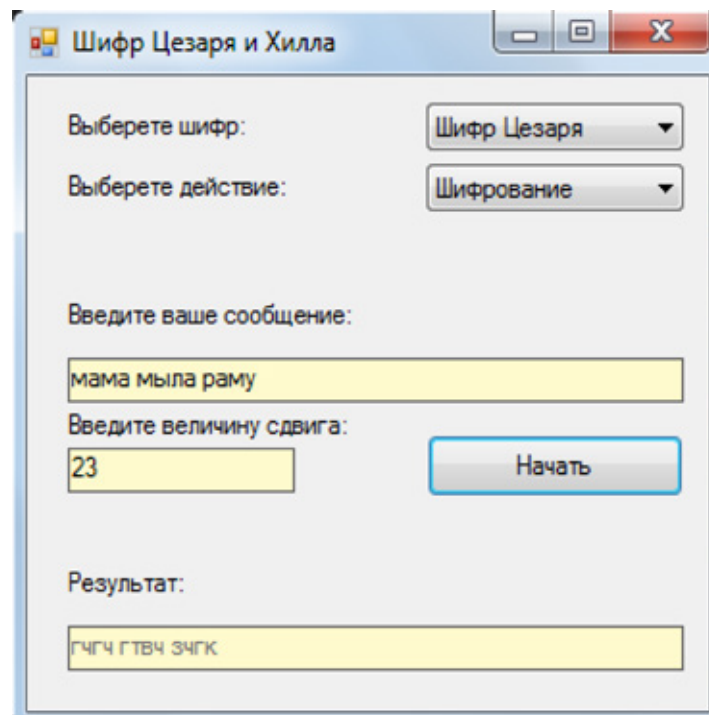 Шифр Цезаря и Хилла
Выберете шифр: Шифр Цезаря
Выберете действие: Шифрование
Введите ваше сообщение:
мама мыла раму
Введите величину сдвига:
23 Начать
Результат:
гчгч гтвч зчгк